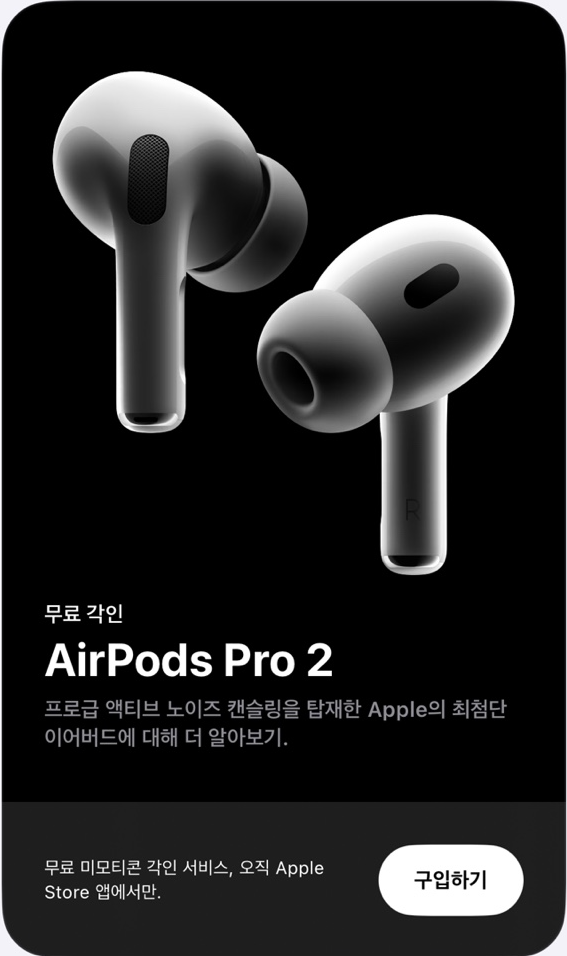 R
무료 각인
AirPods Pro 2
프로급 액티브 노이즈 캔슬링을 탑재한 Apple의 최첨단
이어버드에 대해 더 알아보기.
무료 미모티콘 각인 서비스, 오직 Apple
Store 앱에서만.
구입하기